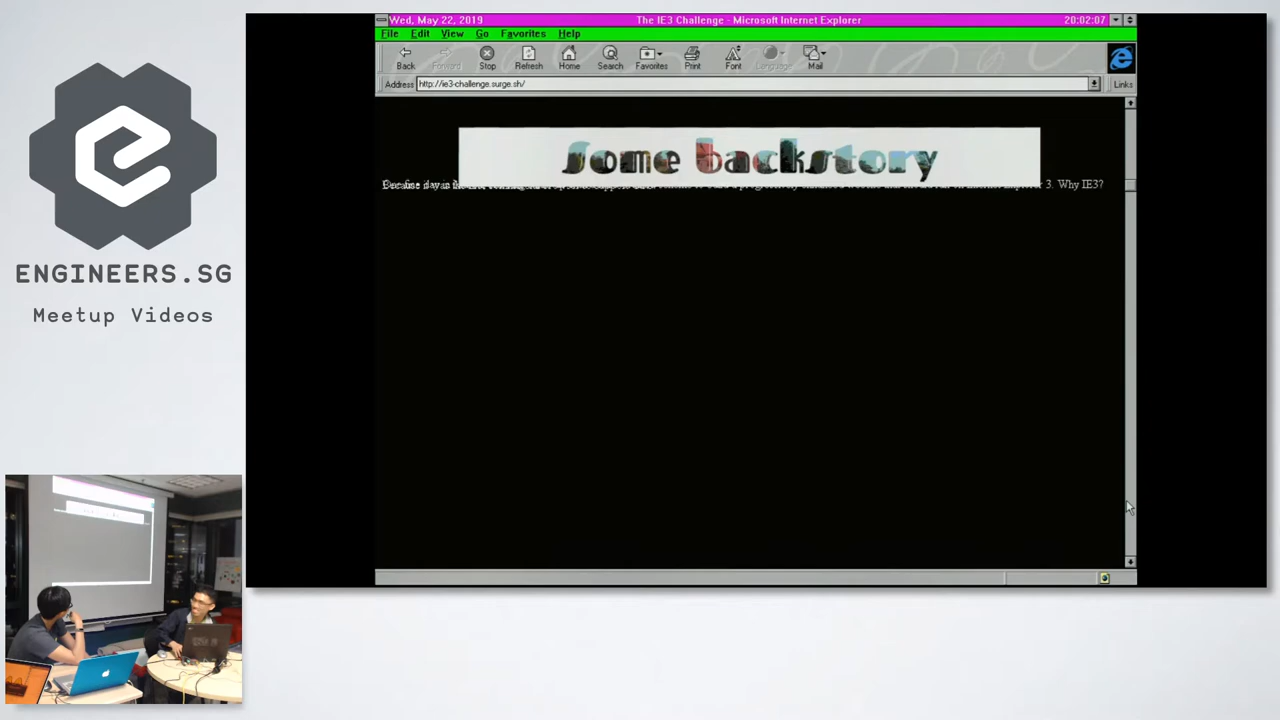 ENGINEERS.SG
Meetup Videos
Wed, May 22, 2019 The IE3 Challenge - Microsoft Internet Explorer 20:02:07
File Edit View Go Favorites Help
Back Forward Stop Refresh Home Search Favorites Print Font Language Mail
Address http://ie3-challenge.surge.sh/ Links
Some backstory
3. Why IE3?